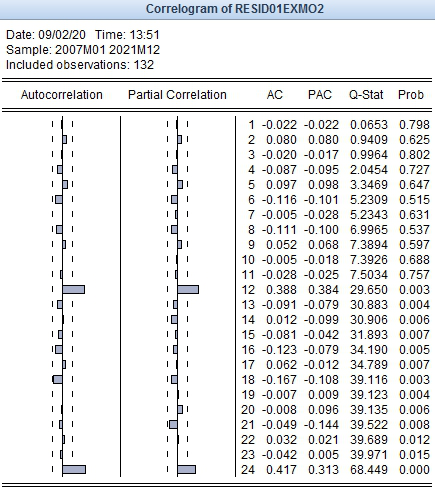 Correlogram of RESID01EXMO2
Date: 09/02/20 Time: 13:51
Sample: 2007M01 2021M12
Included observations: 132
Autocorrelation Partial Correlation AC PAC Q-Stat Prob
1 -0.022 -0.022 0.0653 0.798
2 0.080 0.080 0.9409 0.625
3 -0.020 -0.017 0.9964 0.802
4 -0.087 -0.095 2.0454 0.727
5 0.097 0.098 3.3469 0.647
6 -0.116 -0.101 5.2309 0.515
7 -0.005 -0.028 5.2343 0.631
8 -0.111 -0.100 6.9965 0.537
9 0.052 0.068 7.3894 0.597
10 -0.005 -0.018 7.3926 0.688
11 -0.028 -0.025 7.5034 0.757
12 0.388 0.384 29.650 0.003
13 -0.091 -0.079 30.883 0.004
14 0.012 -0.099 30.906 0.006
15 -0.081 -0.042 31.893 0.007
16 -0.123 -0.079 34.190 0.005
17 0.062 -0.012 34.789 0.007
18 -0.167 -0.108 39.116 0.003
19 -0.007 0.009 39.123 0.004
20 -0.008 0.096 39.135 0.006
21 -0.049 -0.144 39.522 0.008
22 0.032 0.021 39.689 0.012
23 -0.042 -0.029 39.971 0.015
24 0.417 0.313 68.449 0.000